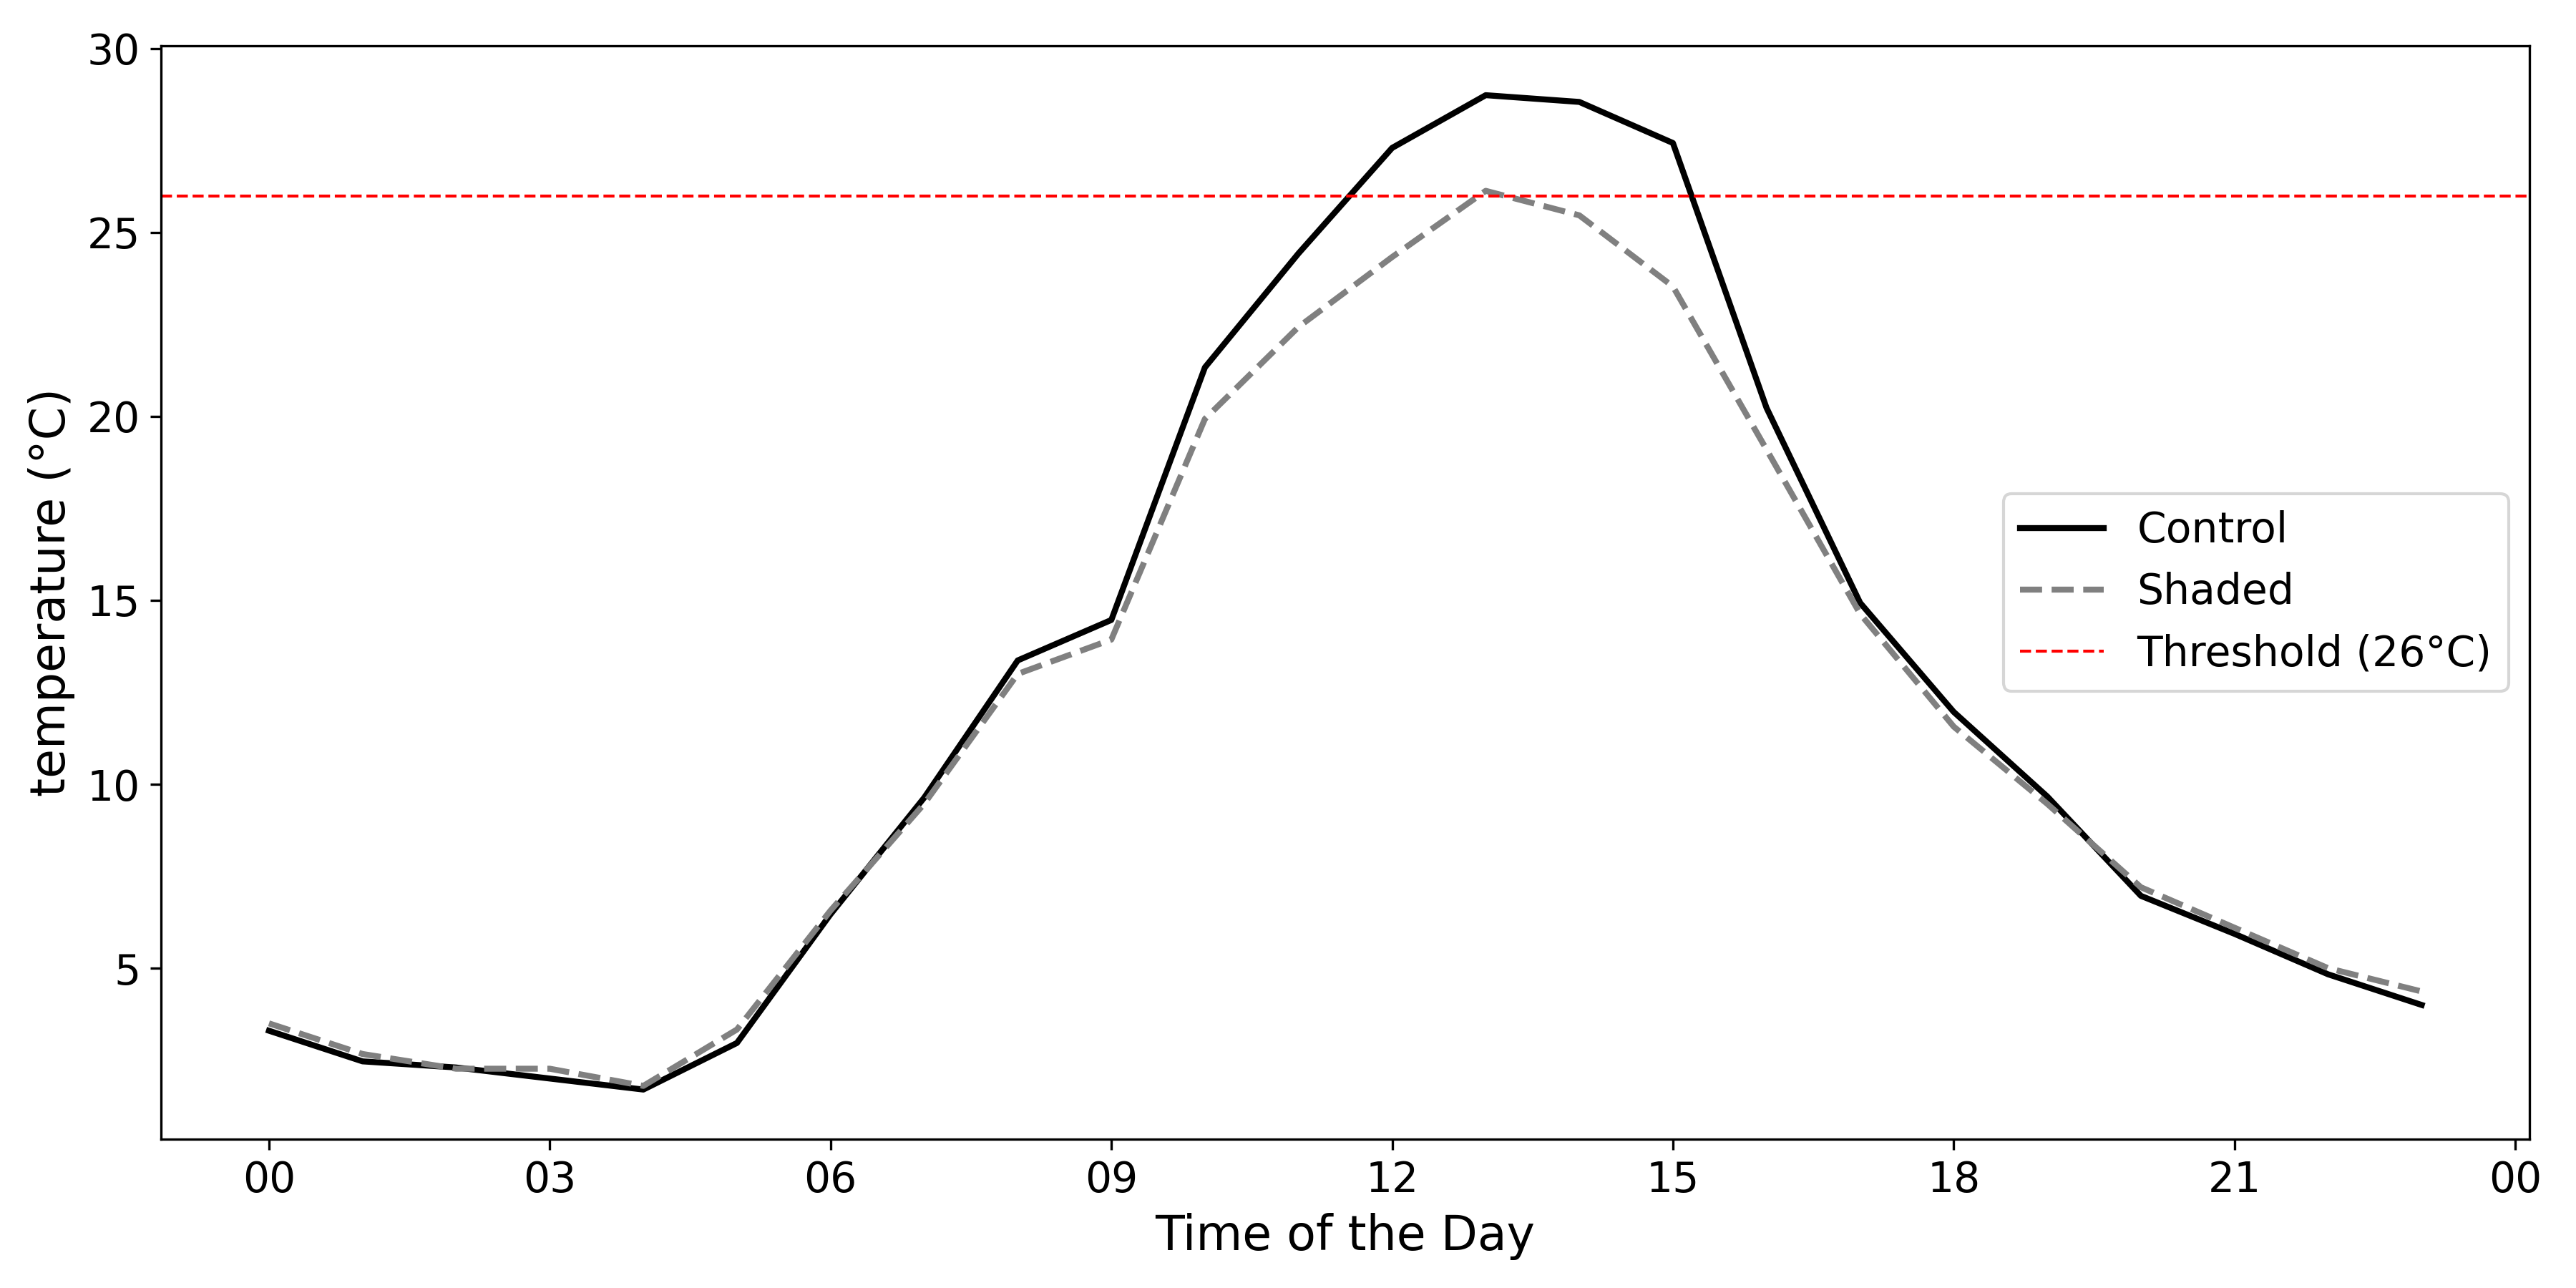 30
25
20
15
10
5
temperature (°C)
Control
Shaded
Threshold (26°C)
00 03 06 09 12 15 18 21 00
Time of the Day